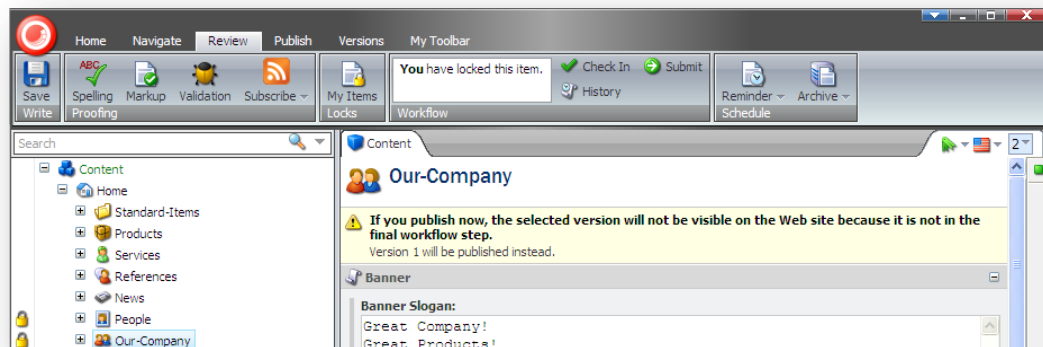 Home Navigate Review Publish Versions My Toolbar
ABC
You have locked this item. Check In Submit
History
Save Spelling Markup Validation Subscribe My Items Reminder Archive
Write Proofing Locks Workflow Schedule
Search Content 2
Content
Our-Company
Home
Standard-Items
If you publish now, the selected version will not be visible on the Web site because it is not in the
Products
final workflow step.
Services
Version 1 will be published instead.
References
Banner
News
Banner Slogan:
People
Great Company!
Our-Company
Great Products!